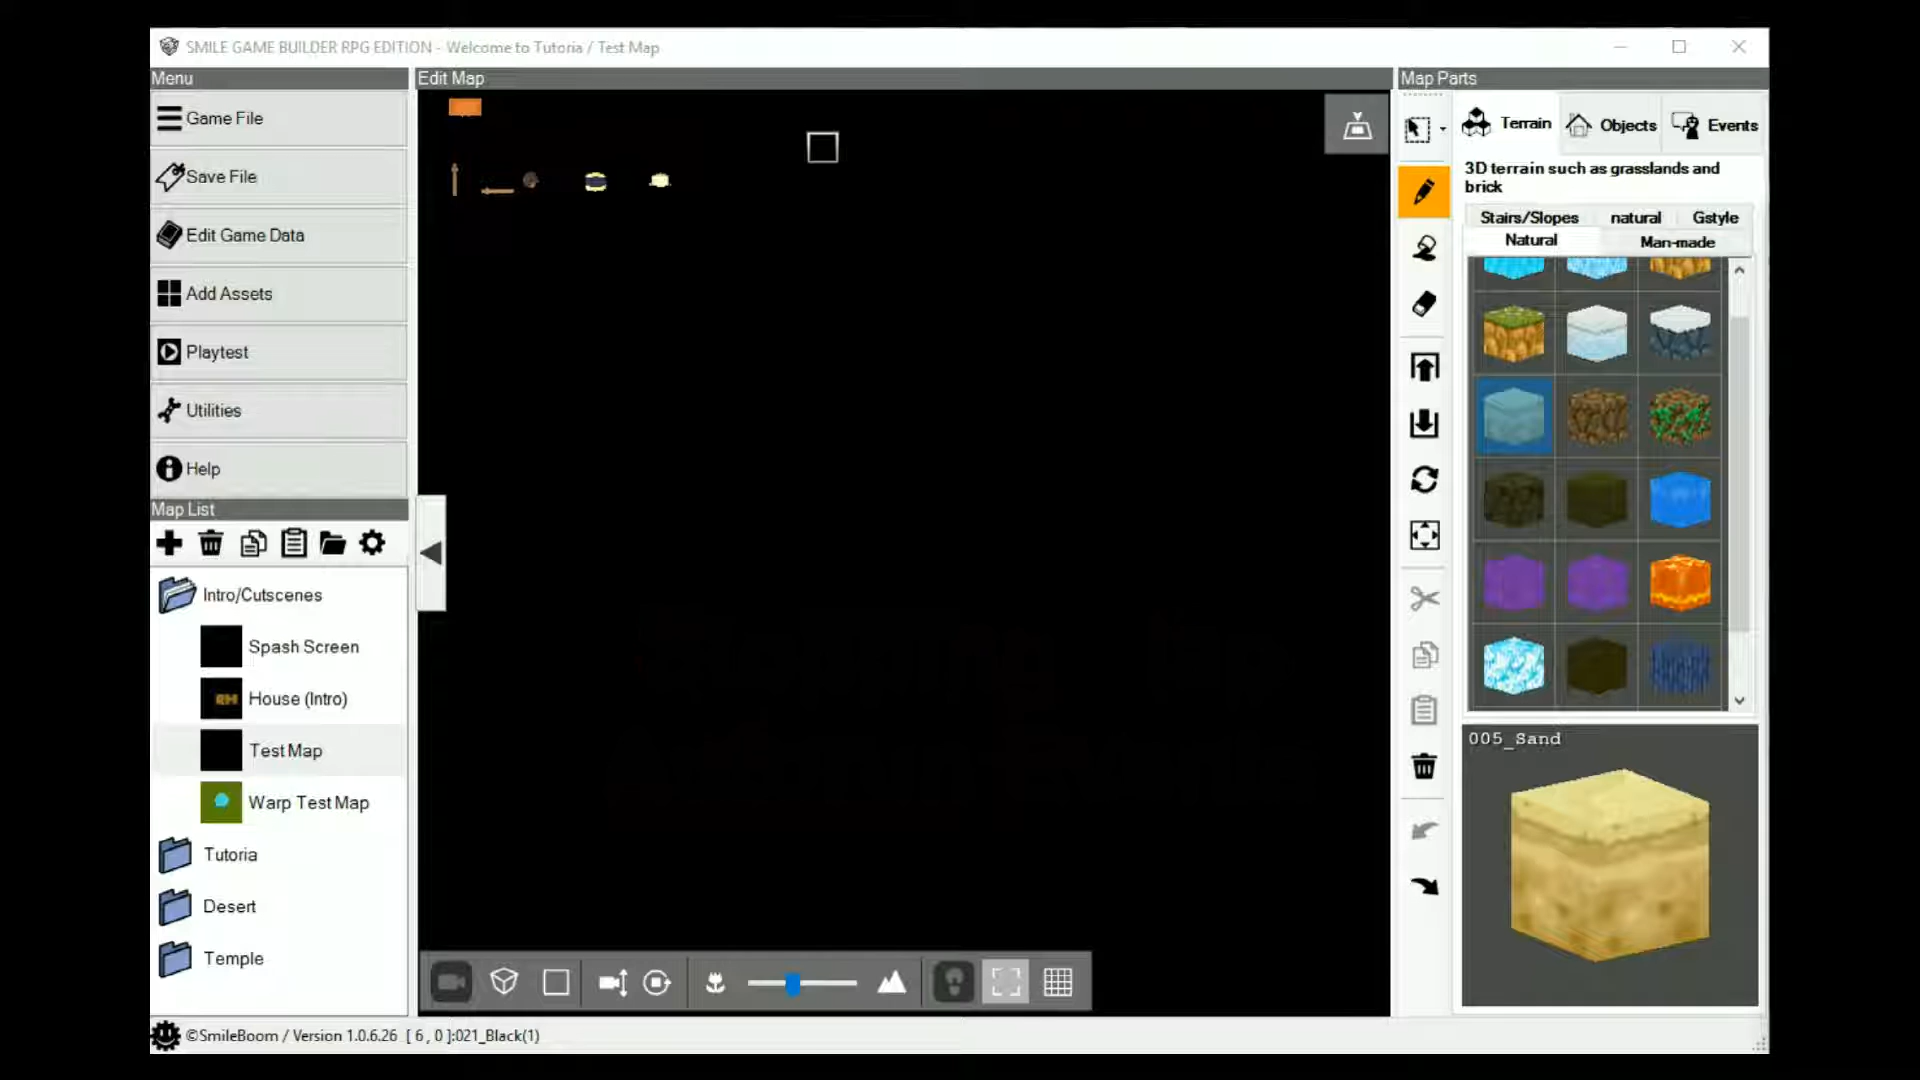 SMILE GAME BUILDER RPG EDITION - Welcome to Tutoria / Test Map
Menu
Edit Map
Map Parts
Game File
Save File
Edit Game Data
Add Assets
Playtest
Utilities
Help
Map List
Intro/Cutscenes
Spash Screen
House (Intro)
Test Map
Warp Test Map
Tutoria
Desert
Temple
Terrain
Objects
Events
3D terrain such as grasslands and
brick
Stairs/Slopes
natural
Gstyle
Natural
Man-made
005_Sand
©SmileBoom / Version 1.0.6.26 [ 6 , 0 ]:021_Black(1)